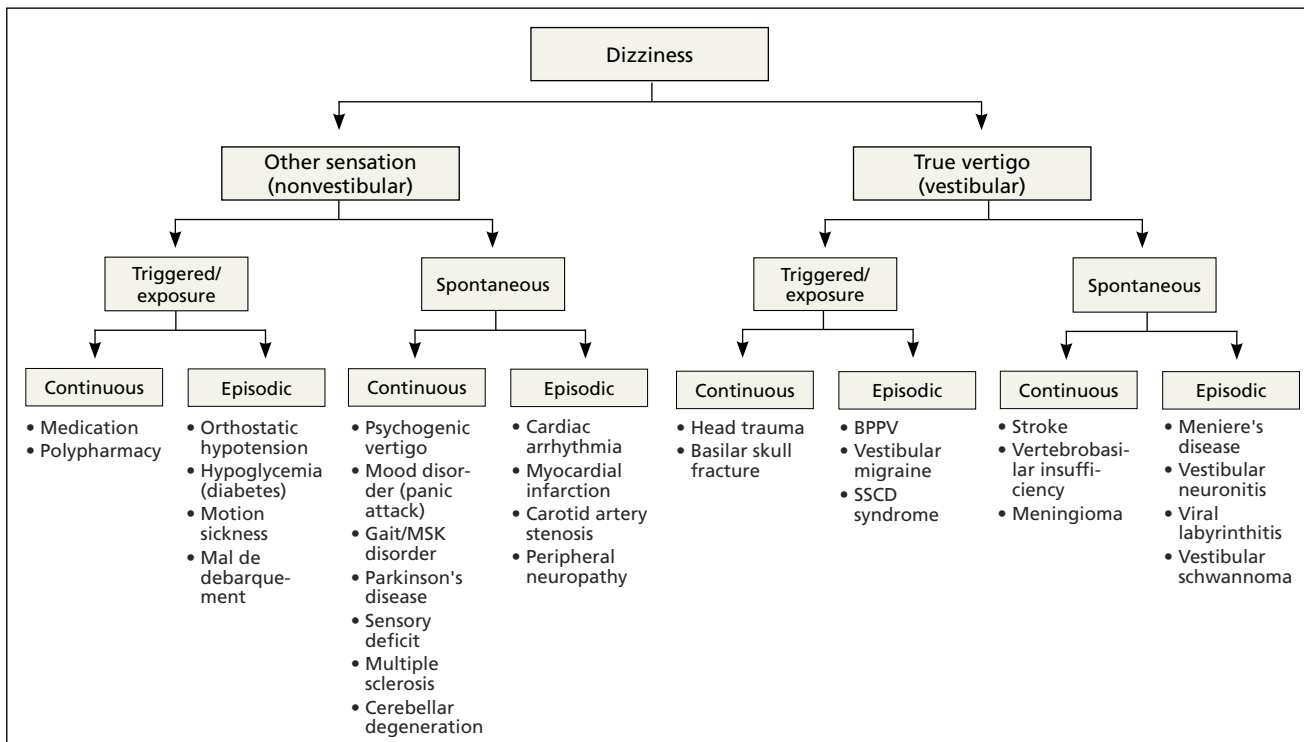 Dizziness
Other sensation
(nonvestibular)
True vertigo
(vestibular)
Triggered/
exposure
Spontaneous
Triggered/
exposure
Spontaneous
Continuous
• Medication
• Polypharmacy
Episodic
• Orthostatic
hypotension
• Hypoglycemia
(diabetes)
• Motion
sickness
• Mal de
debarque-
ment
Continuous
• Psychogenic
vertigo
• Mood disor-
der (panic
attack)
• Gait/MSK
disorder
• Parkinson's
disease
• Sensory
deficit
• Multiple
sclerosis
• Cerebellar
degeneration
Episodic
• Cardiac
arrhythmia
• Myocardial
infarction
• Carotid artery
stenosis
• Peripheral
neuropathy
Continuous
• Head trauma
• Basilar skull
fracture
Episodic
• BPPV
• Vestibular
migraine
• SSCD
syndrome
Continuous
• Stroke
• Vertebrobasi-
lar insuffi-
ciency
• Meningioma
Episodic
• Meniere's
disease
• Vestibular
neuronitis
• Viral
labyrinthitis
• Vestibular
schwannoma